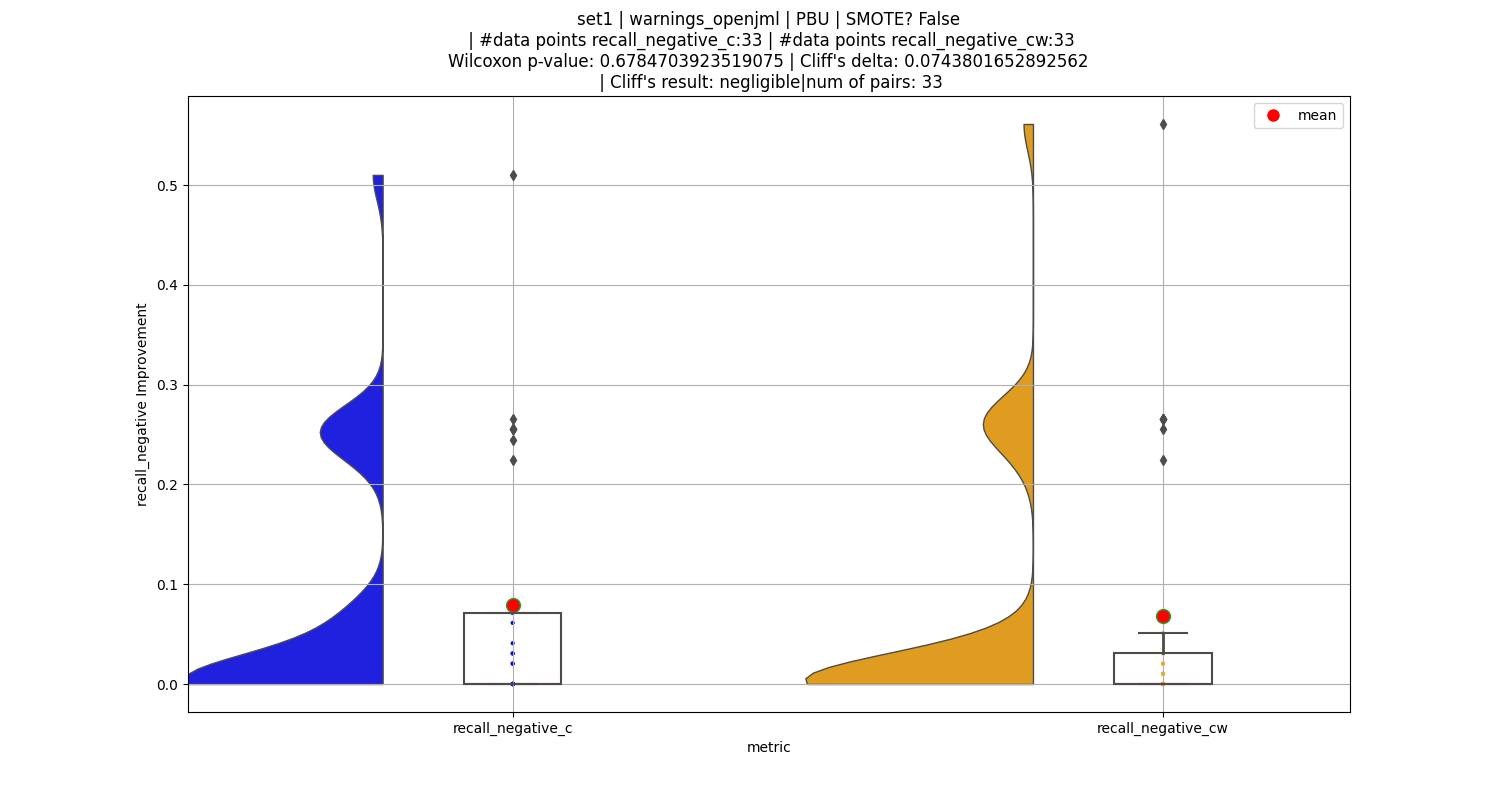 set1 | warnings_openjml | PBU | SMOTE? False
| #data points recall_negative_c:33 | #data points recall_negative_cw:33
Wilcoxon p-value: 0.6784703923519075 | Cliff's delta: 0.0743801652892562
| Cliff's result: negligible|num of pairs: 33
mean
0.5
0.4
0.3
0.2
0.1
0.0
recall_negative Improvement
recall_negative_c
recall_negative_cw
metric